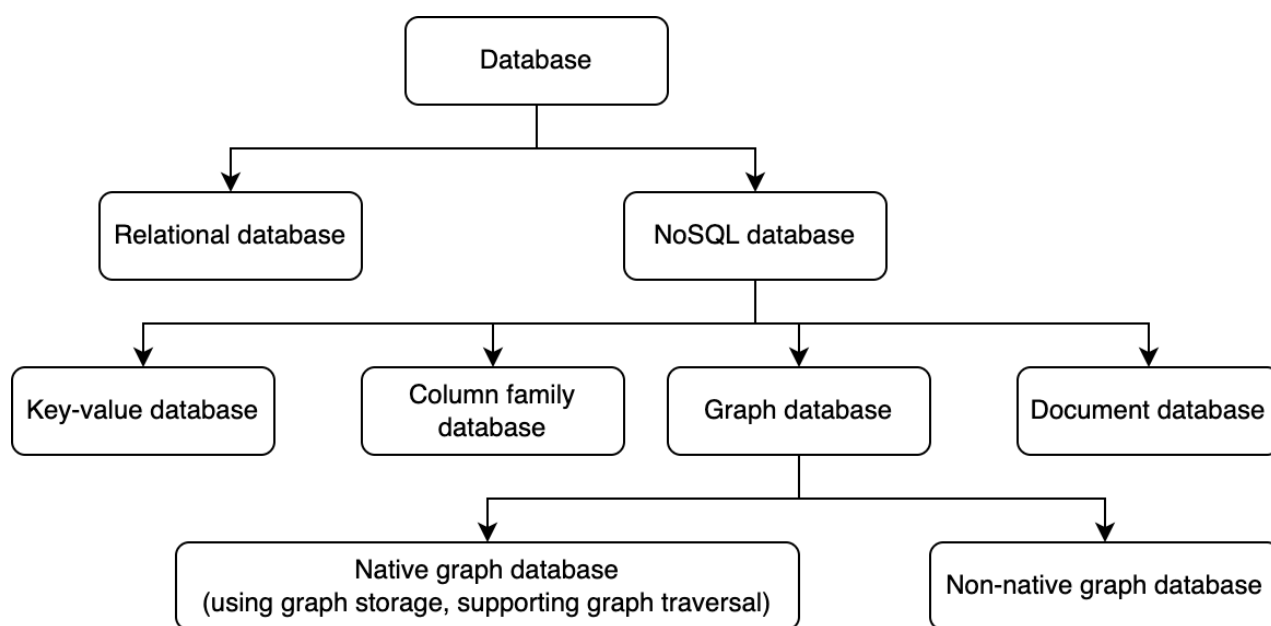 Database
Relational database
NoSQL database
Key-value database
Column family
database
Graph database
Document database
Native graph database
(using graph storage, supporting graph traversal)
Non-native graph database